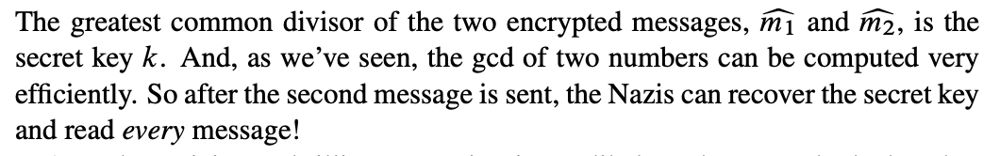 The greatest common divisor of the two encrypted messages, $\widehat{m_1}$ and $\widehat{m_2}$, is the
secret key k. And, as we’ve seen, the gcd of two numbers can be computed very
efficiently. So after the second message is sent, the Nazis can recover the secret key
and read every message!